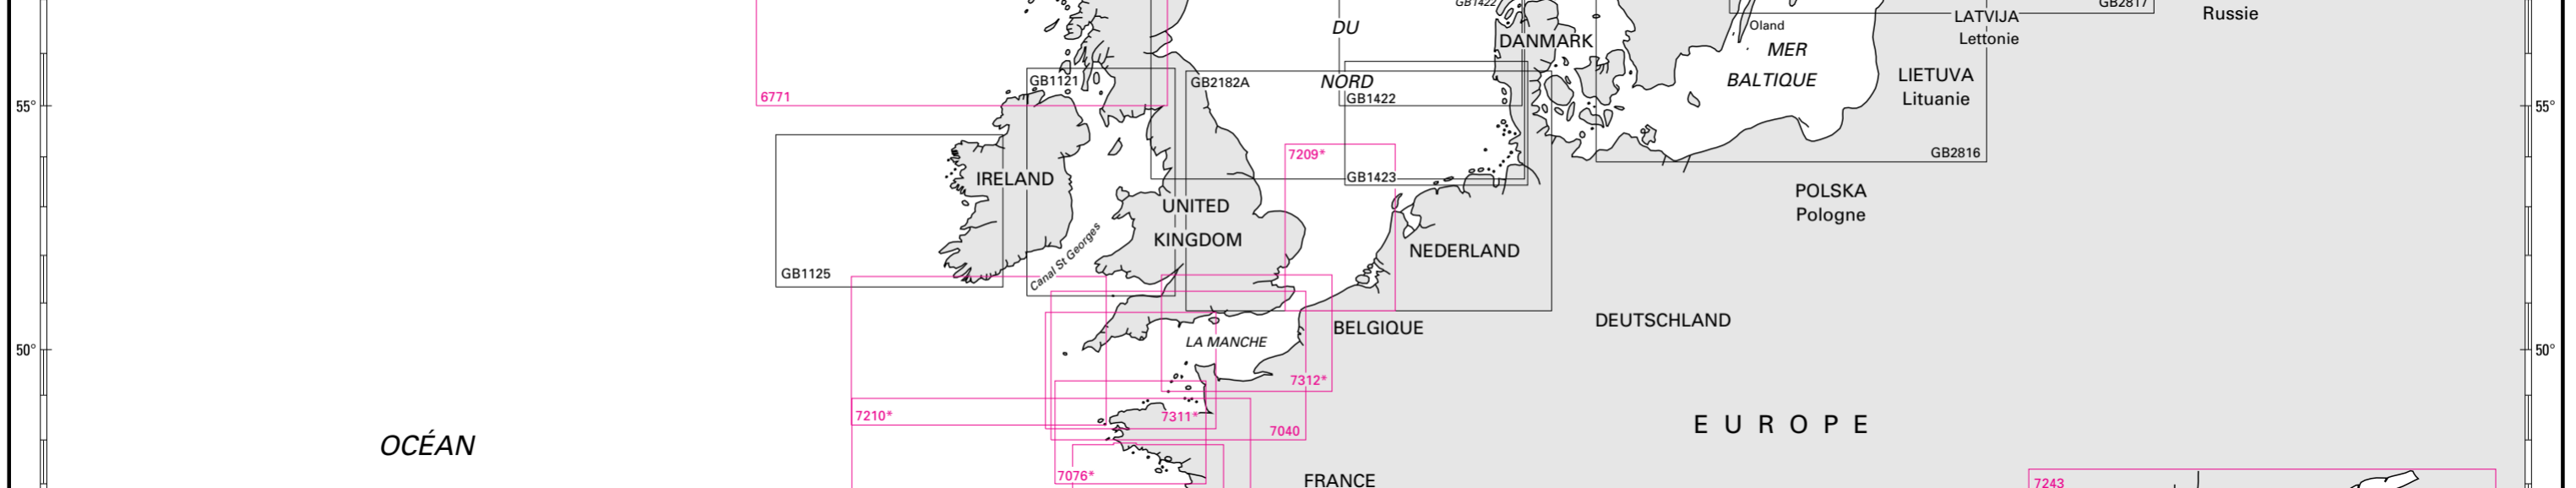 GB1422
GB2817
LATVIJA
Lettonie
Russie
Oland
DU
DANMARK
MER
BALTIQUE
NORD
GB1121
GB2182A
LIETUVA
Lituanie
6771
GB1422
55°
55°
7209*
GB2816
IRELAND
GB1423
POLSKA
Pologne
UNITED
KINGDOM
NEDERLAND
Canal St Georges
GB1125
BELGIQUE
DEUTSCHLAND
LA MANCHE
50°
50°
7312*
7210*
7311*
7040
EUROPE
OCÉAN
7076*
FRANCE
7243